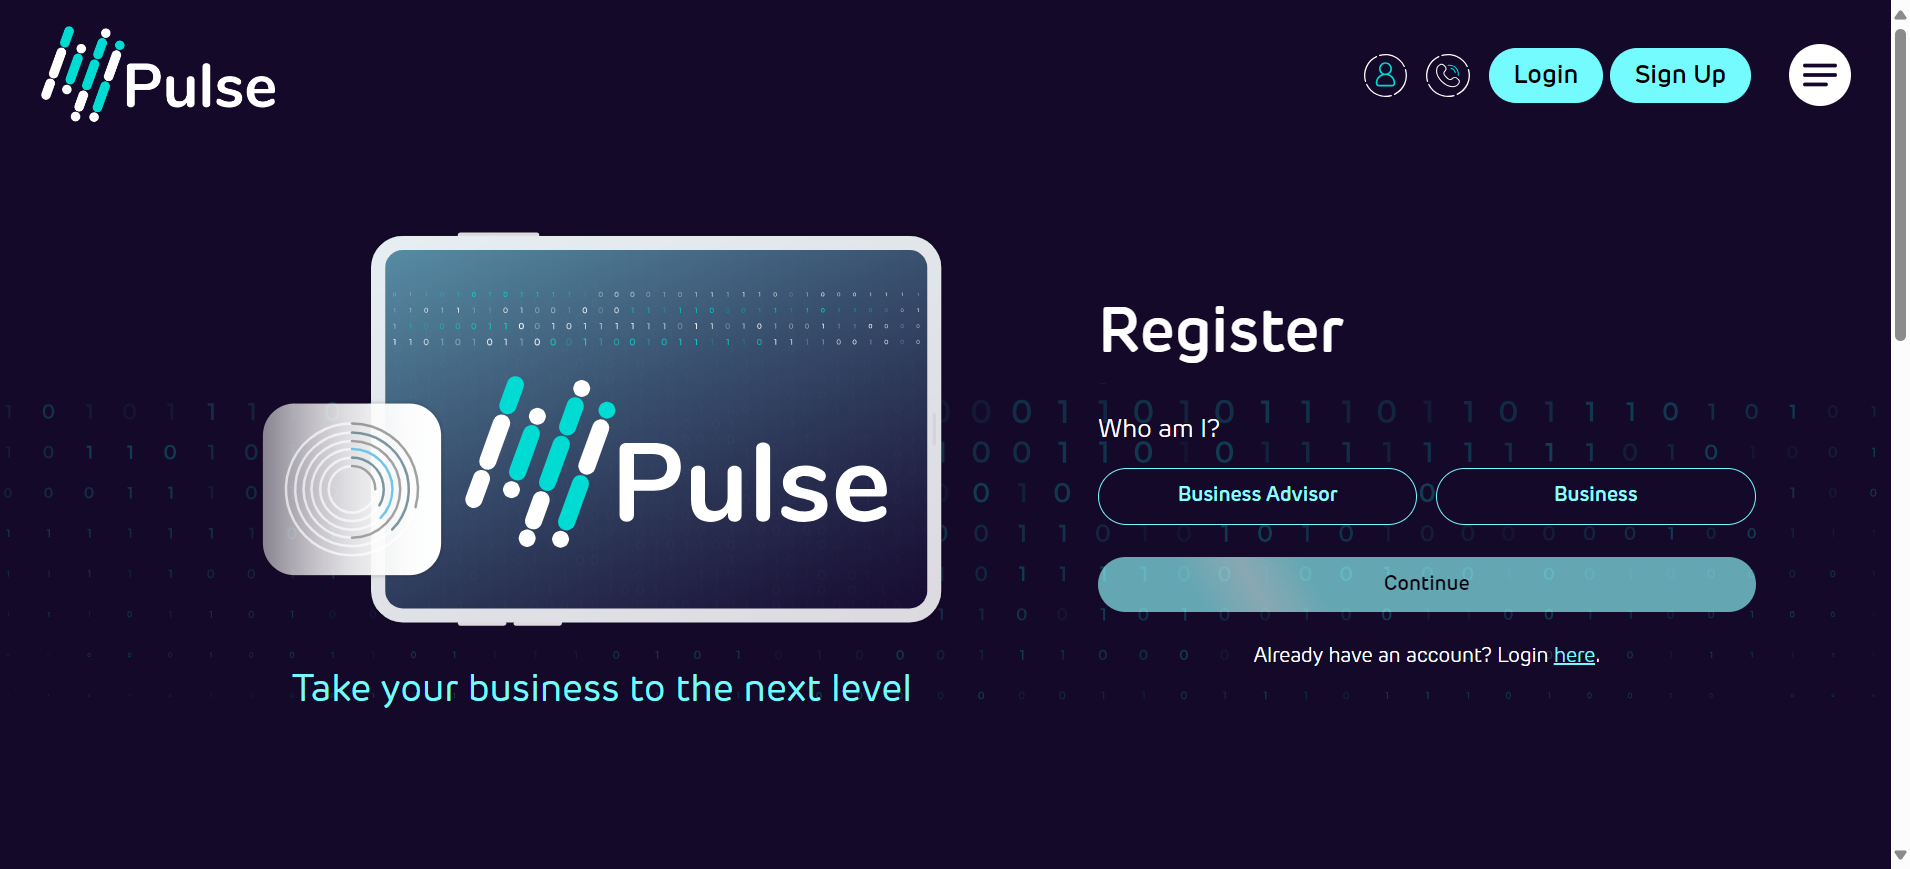 Pulse
Login
Sign Up
Pulse
Take your business to the next level
Register
Who am I?
Business Advisor
Business
Continue
Already have an account? Login here.